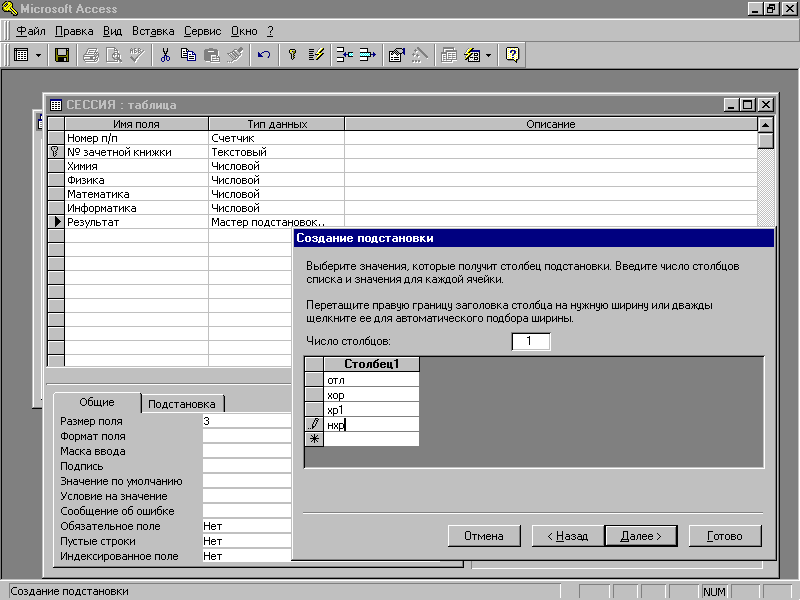 Microsoft Access
Файл Правка Вид Вставка Сервис Окно ?
СЕССИЯ : таблица
Имя поля Тип данных Описание
Номер п/п Счетчик
№ зачетной книжки Текстовый
Химия Числовой
Физика Числовой
Математика Числовой
Информатика Числовой
Результат Мастер подстановок..
Создание подстановки
Выберите значения, которые получит столбец подстановки. Введите число столбцов
списка и значения для каждой ячейки.
Перетащите правую границу заголовка столбца на нужную ширину или дважды
щелкните ее для автоматического подбора ширины.
Число столбцов: 1
Столбец1
отл
хор
хр1
нхр
Отмена < Назад Далее > Готово
Общие Подстановка
Размер поля 3
Формат поля
Маска ввода
Подпись
Значение по умолчанию
Условие на значение
Сообщение об ошибке
Обязательное поле Нет
Пустые строки Нет
Индексированное поле Нет
Создание подстановки NUM